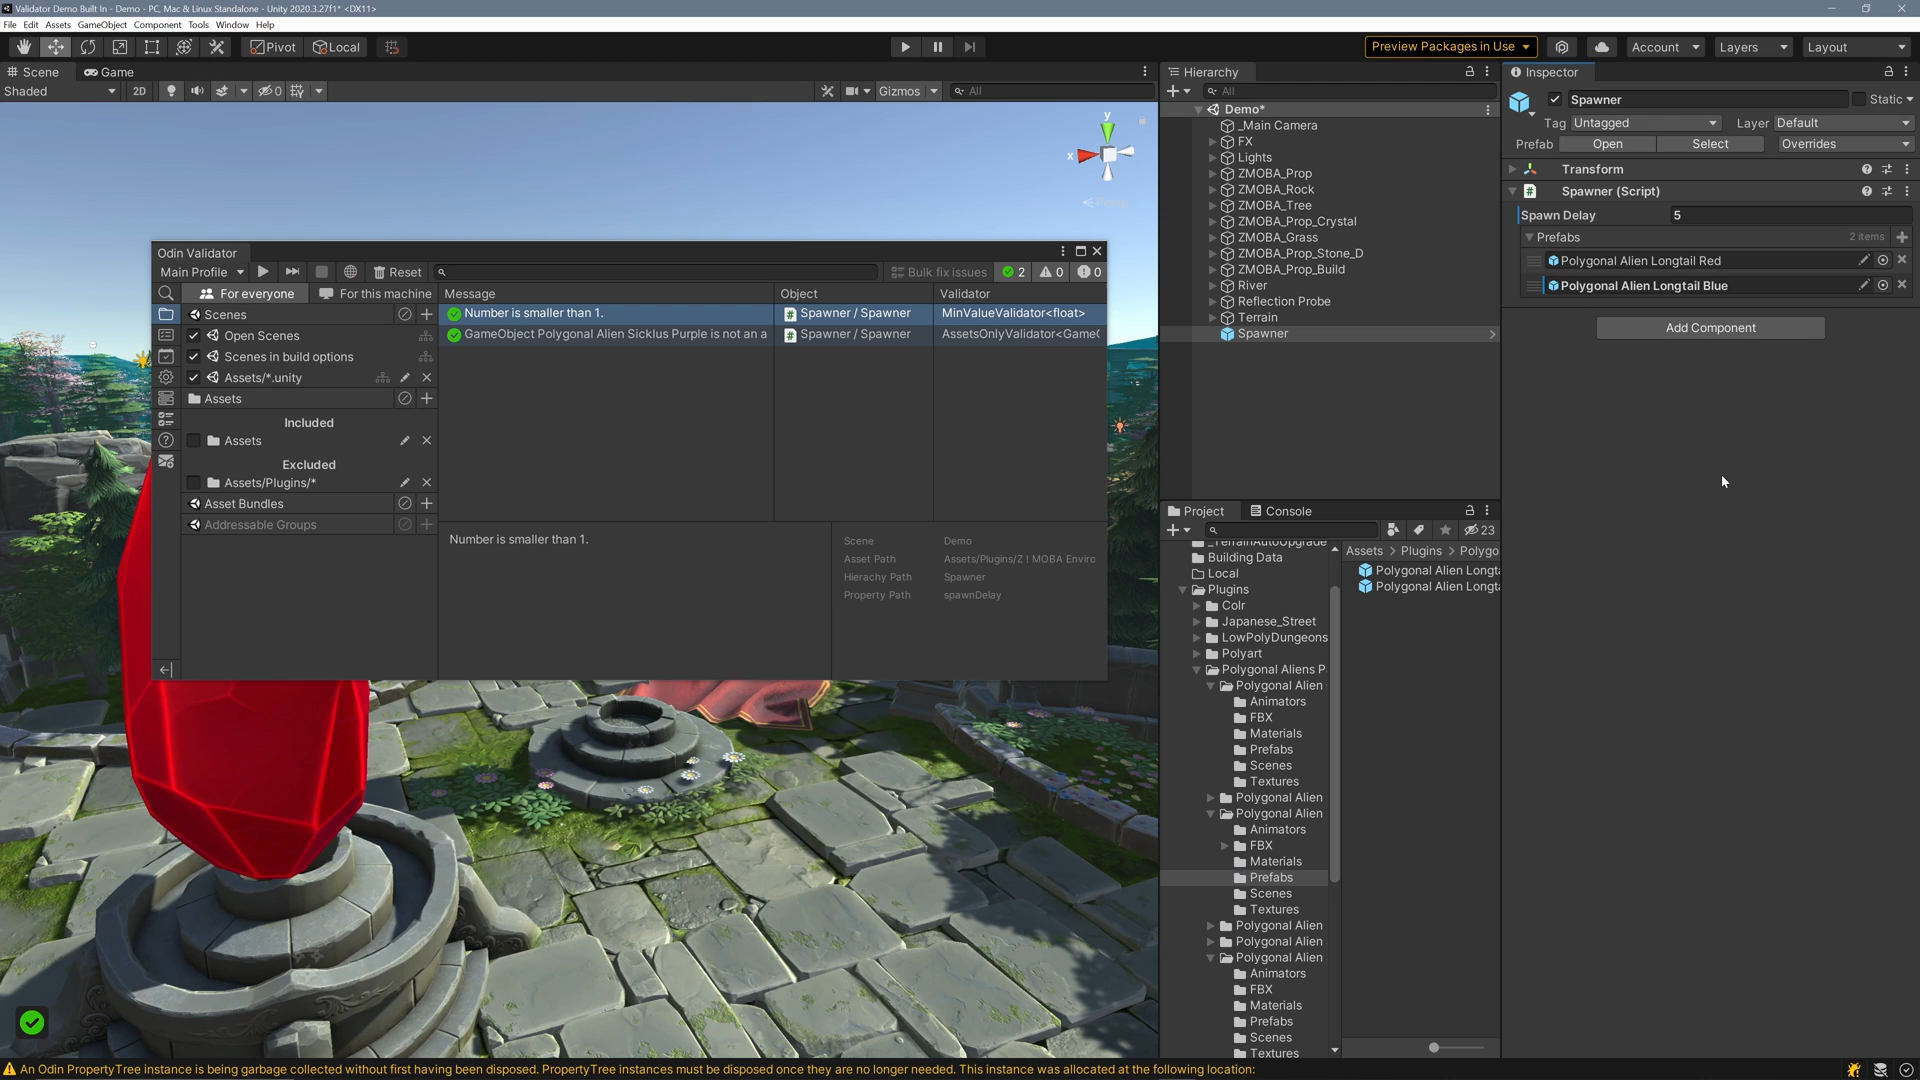 Validator Demo Built In - Demo - PC, Mac & Linux Standalone - Unity 2020.3.27f1* <DX11>
File Edit Assets GameObject Component Tools Window Help
Pivot Local
Preview Packages in Use Account Layers Layout
Scene Game
Shaded 2D 0 Gizmos All
y
x
Odin Validator
Main Profile Reset Bulk fix issues 2 0 0
For everyone For this machine
Message Object Validator
Scenes
Open Scenes
Scenes in build options
Assets/*.unity
Assets
Included
Assets
Excluded
Assets/Plugins/*
Asset Bundles
Addressable Groups
Number is smaller than 1. Spawner / Spawner MinValueValidator<float>
GameObject Polygonal Alien Sicklus Purple is not an a Spawner / Spawner AssetsOnlyValidator<Game
Number is smaller than 1.
Scene Demo
Asset Path Assets/Plugins/Z ! MOBA Enviro
Hierachy Path Spawner
Property Path spawnDelay
Hierarchy
All
Demo*
_Main Camera
FX
Lights
ZMOBA_Prop
ZMOBA_Rock
ZMOBA_Tree
ZMOBA_Prop_Crystal
ZMOBA_Grass
ZMOBA_Prop_Stone_D
ZMOBA_Prop_Build
River
Reflection Probe
Terrain
Spawner
Project Console
23
_TerrainAutoUpgrade
Building Data
Local
Plugins
Colr
Japanese_Street
LowPolyDungeons
Polyart
Polygonal Aliens P
Polygonal Alien
Animators
FBX
Materials
Prefabs
Scenes
Textures
Polygonal Alien
Polygonal Alien
Animators
FBX
Materials
Prefabs
Scenes
Textures
Polygonal Alien
Polygonal Alien
Polygonal Alien
Animators
FBX
Materials
Prefabs
Scenes
Textures
Assets > Plugins > Polygo
Polygonal Alien Longta
Polygonal Alien Longta
Inspector
Spawner Static
Tag Untagged Layer Default
Prefab Open Select Overrides
Transform
Spawner (Script)
Spawn Delay 5
Prefabs 2 items
Polygonal Alien Longtail Red
Polygonal Alien Longtail Blue
Add Component
An Odin PropertyTree instance is being garbage collected without first having been disposed. PropertyTree instances must be disposed once they are no longer needed. This instance was allocated at the following location: